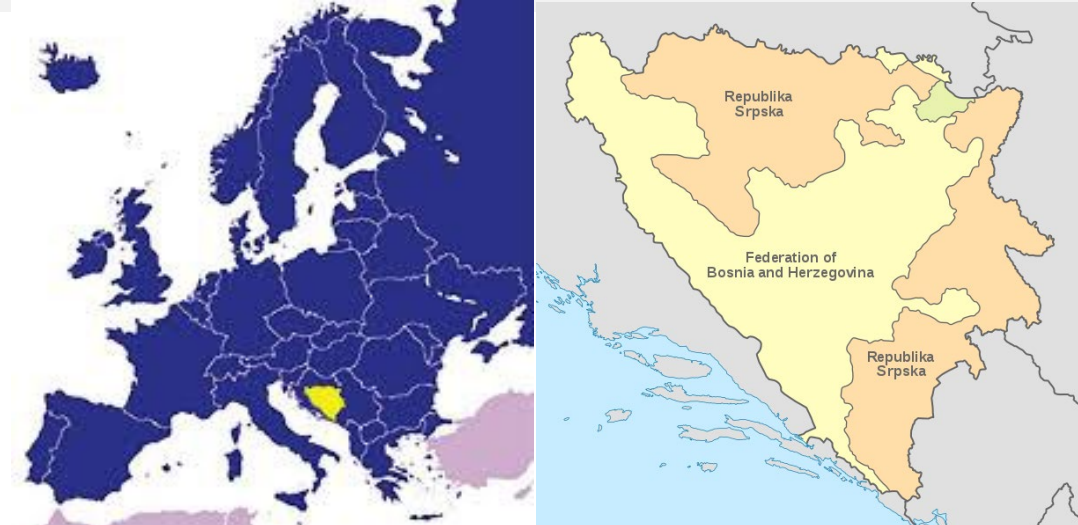 Republika
Srpska
Federation of
Bosnia and Herzegovina
Republika
Srpska